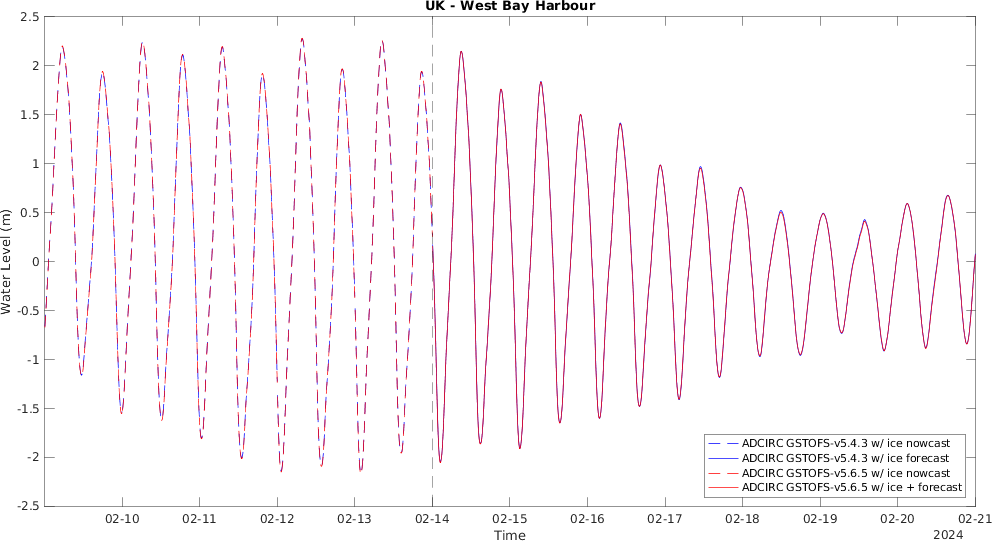 UK - West Bay Harbour
2.5
2
1.5
1
0.5
0
-0.5
-1
-1.5
-2
-2.5
Water Level (m)
02-10 02-11 02-12 02-13 02-14 02-15 02-16 02-17 02-18 02-19 02-20 02-21
Time
2024
ADCIRC GSTOFS-v5.4.3 w/ ice nowcast
ADCIRC GSTOFS-v5.4.3 w/ ice forecast
ADCIRC GSTOFS-v5.6.5 w/ ice nowcast
ADCIRC GSTOFS-v5.6.5 w/ ice + forecast